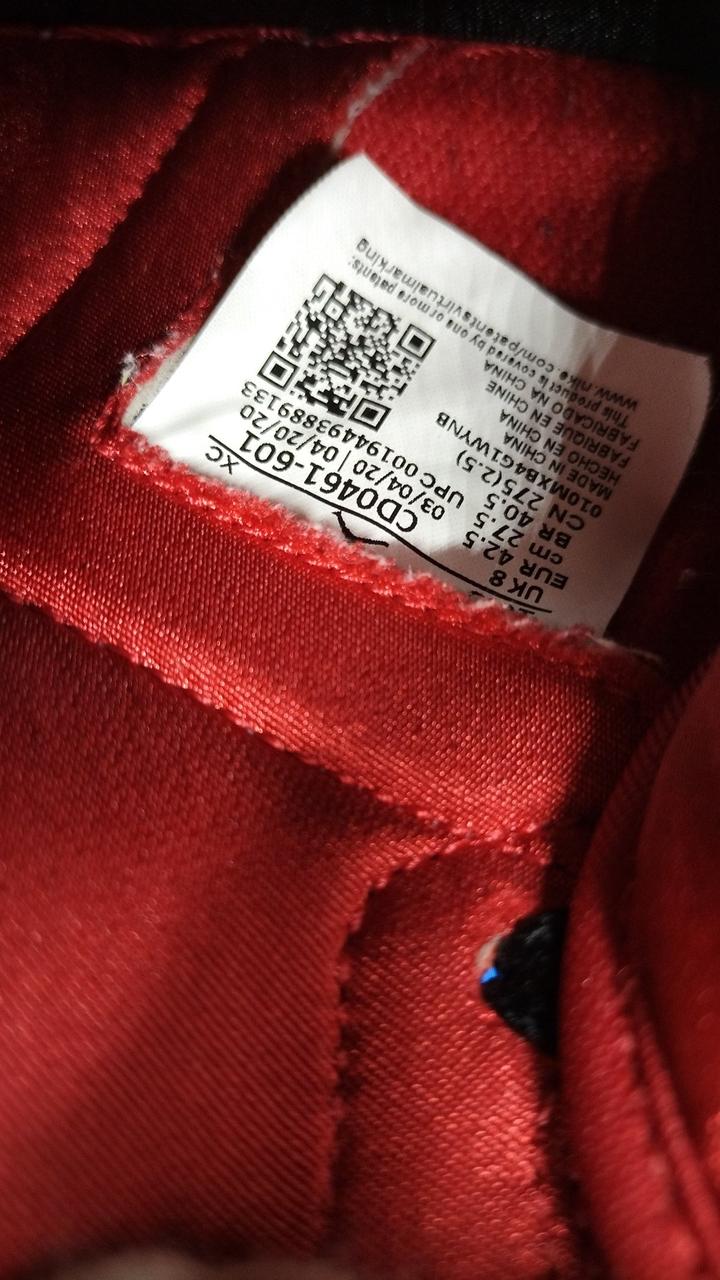 UK 8
EUR 42.5
cm 27.5
BR 40.5
CN 275(2.5)
010MXB4G1WYNB
MADE IN CHINA
HECHO EN CHINA
FABRIQUÉ EN CHINE
FABRICADO NA CHINA
This product is covered by one or more patents:
www.nike.com/patentsvirtualmarking
CD0461-601
03/04/20 | 04/20/20
UPC 00194493889133
XC